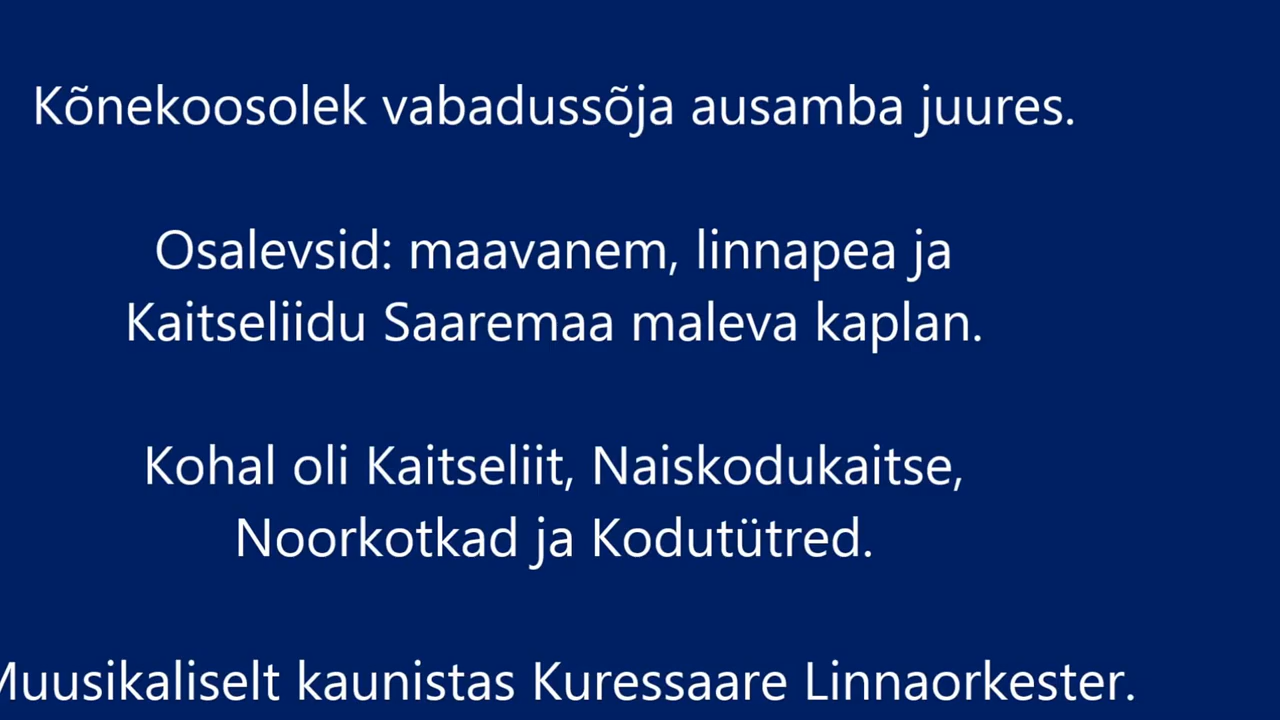 Kõnekoosolek vabadussõja ausamba juures.
Osalevsid: maavanem, linnapea ja
Kaitseliidu Saaremaa maleva kaplan.
Kohal oli Kaitseliit, Naiskodukaitse,
Noorkotkad ja Kodutütred.
Muusikaliselt kaunistas Kuressaare Linnaorkester.